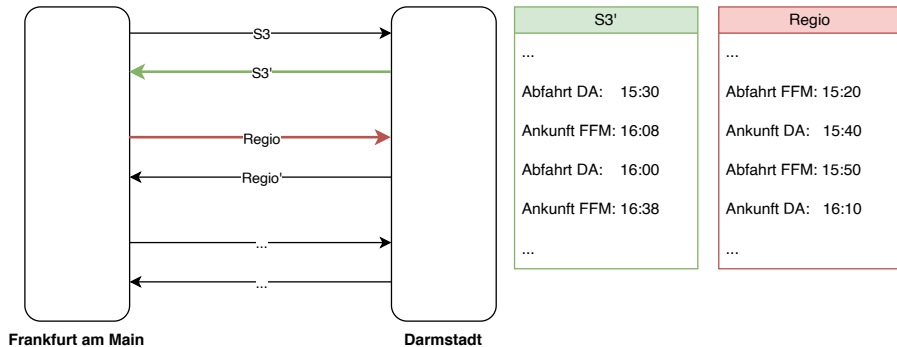 S3
S3'
Regio
Regio'
...
...
Frankfurt am Main
Darmstadt
S3'
...
Abfahrt DA: 15:30
Ankunft FFM: 16:08
Abfahrt DA: 16:00
Ankunft FFM: 16:38
...
Regio
...
Abfahrt FFM: 15:20
Ankunft DA: 15:40
Abfahrt FFM: 15:50
Ankunft DA: 16:10
...